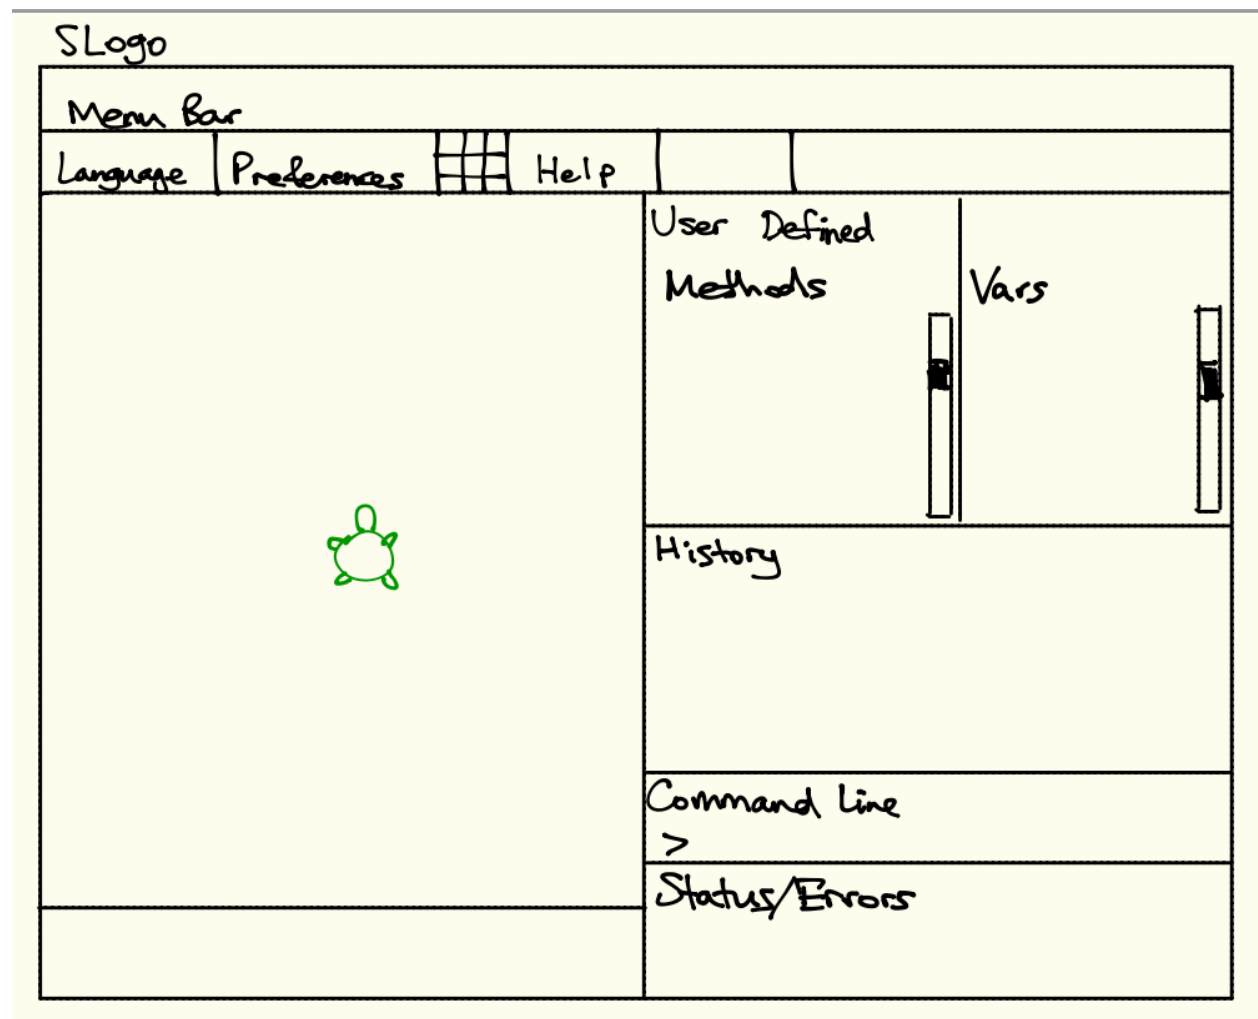 SLogo
Menu Bar
Language Preferences Help
User Defined
Methods Vars
History
Command Line
>
Status/Errors